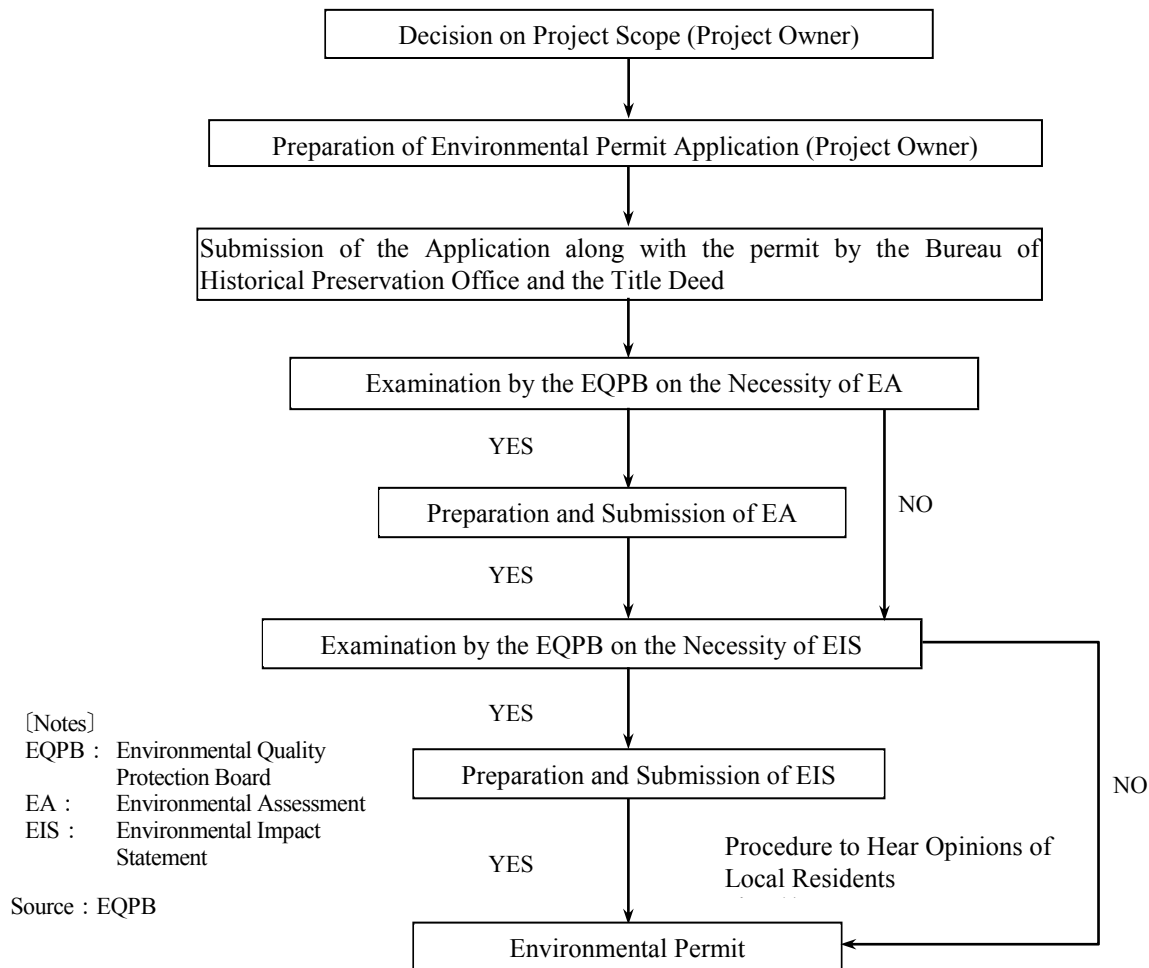 Decision on Project Scope (Project Owner)
Preparation of Environmental Permit Application (Project Owner)
Submission of the Application along with the permit by the Bureau of
Historical Preservation Office and the Title Deed
Examination by the EQPB on the Necessity of EA
YES
NO
Preparation and Submission of EA
YES
Examination by the EQPB on the Necessity of EIS
YES
NO
Preparation and Submission of EIS
YES
Procedure to Hear Opinions of
Local Residents
Environmental Permit
〔Notes〕
EQPB : Environmental Quality
Protection Board
EA : Environmental Assessment
EIS : Environmental Impact
Statement
Source : EQPB